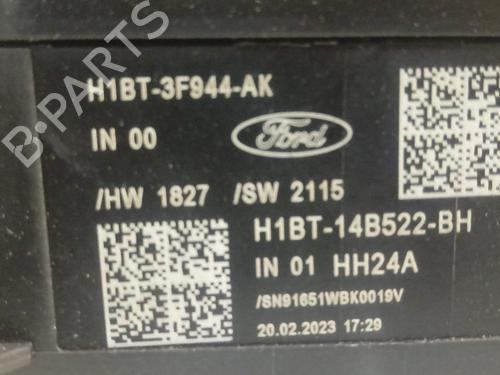 H1BT-3F944-AK
IN 00
Ford
/HW 1827 /SW 2115
H1BT-14B522-BH
IN 01 HH24A
/SN91651WBK0019V
20.02.2023 17:29
B-PARTS